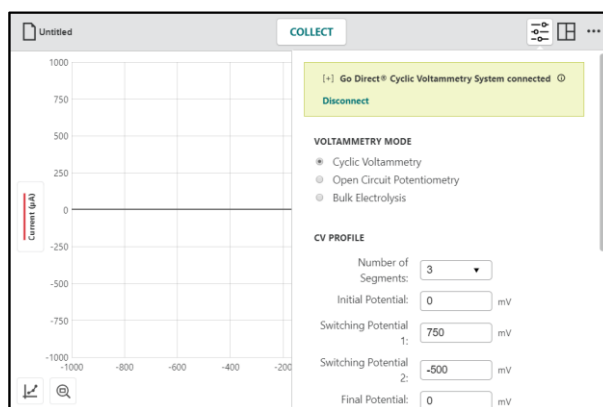 Untitled
COLLECT
...
1000
750
500
250
0
-250
-500
-750
-1000
Current (µA)
-1000
-800
-600
-400
-200
[+] Go Direct® Cyclic Voltammetry System connected
Disconnect
VOLTAMMETRY MODE
Cyclic Voltammetry
Open Circuit Potentiometry
Bulk Electrolysis
CV PROFILE
Number of
Segments: 3
Initial Potential: 0 mV
Switching Potential
1: 750 mV
Switching Potential
2: -500 mV
Final Potential: 0 mV